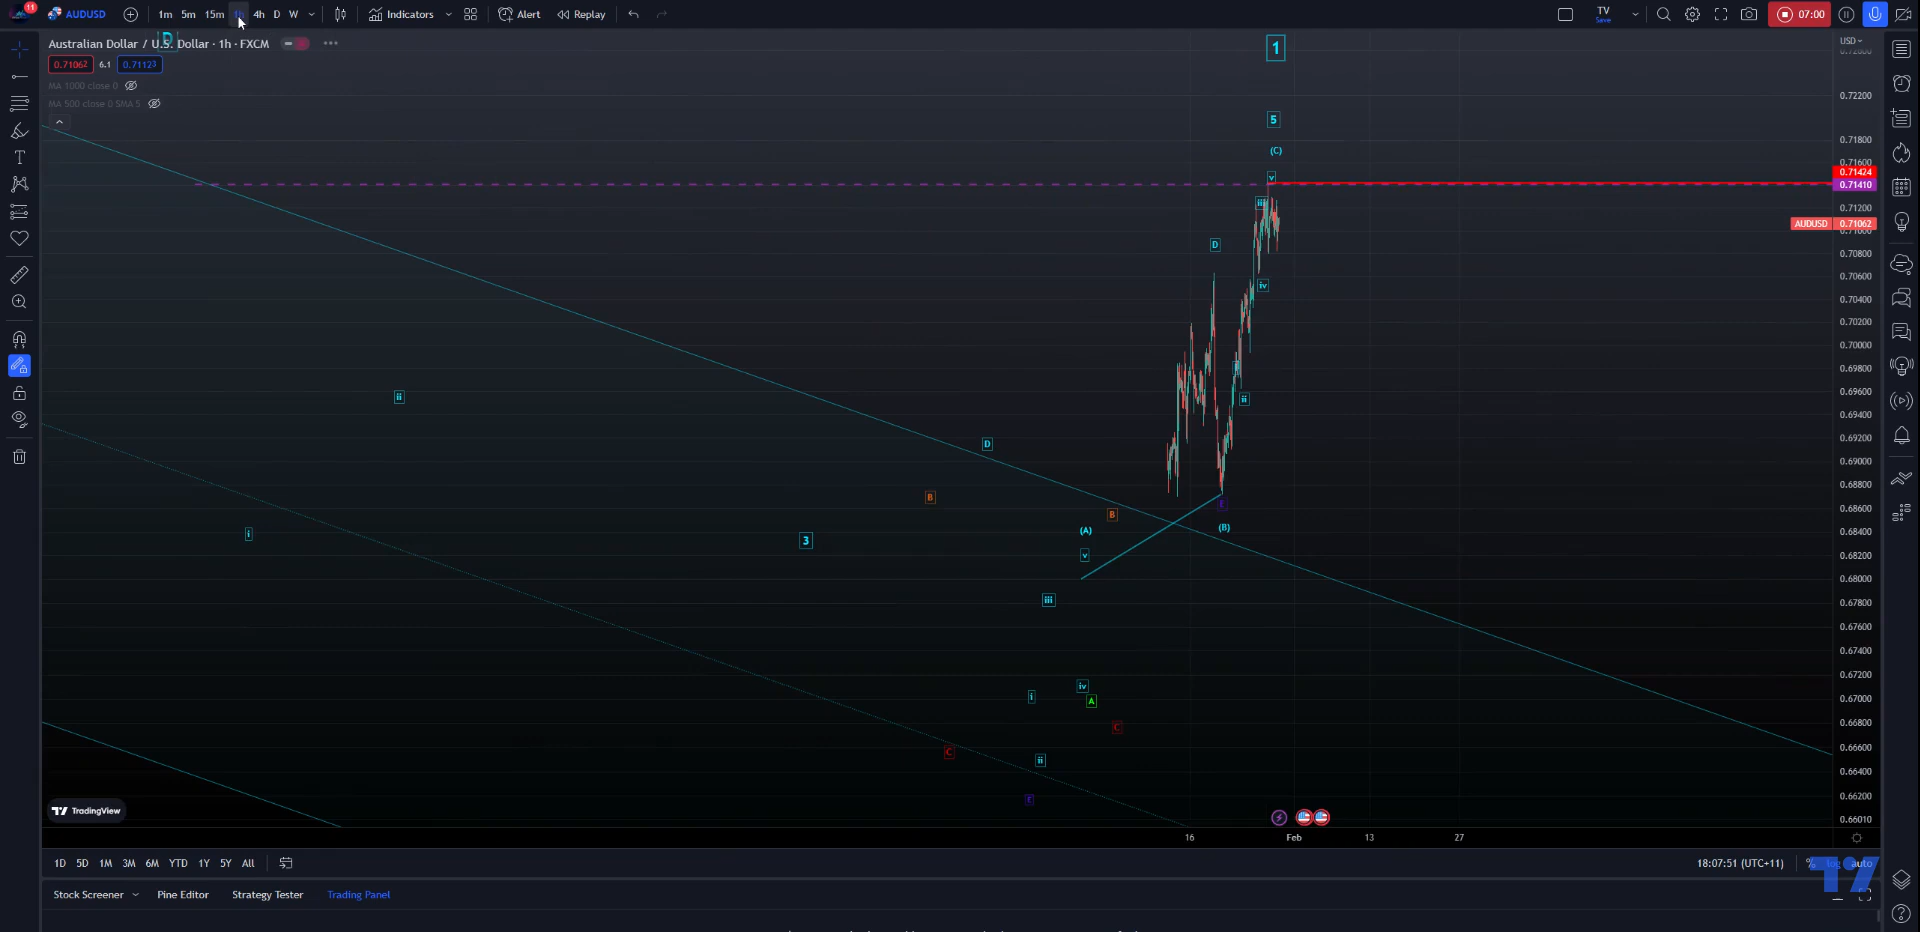 11
AUDUSD 1m 5m 15m 1h 4h D W Indicators Alert Replay TV Save 07:00
Australian Dollar / U.S. Dollar · 1h · FXCM
D
0.71062 6.1 0.71123
MA 1000 close 0
MA 500 close 0 SMA 5
USD
0.72200
0.71800
0.71600
0.71424
0.71410
0.71200
AUDUSD 0.71062
0.71000
0.70800
0.70600
0.70400
0.70200
0.70000
0.69800
0.69600
0.69400
0.69200
0.69000
0.68800
0.68600
0.68400
0.68200
0.68000
0.67800
0.67600
0.67400
0.67200
0.67000
0.66800
0.66600
0.66400
0.66200
0.66010
1
5
(C)
v
iii
D
iv
ii
ii
D
B
B
E
(B)
i
3
(A)
v
iii
i
iv
A
C
C
ii
E
TradingView
16 Feb 13 27
1D 5D 1M 3M 6M YTD 1Y 5Y All 18:07:51 (UTC+11) % log auto
Stock Screener Pine Editor Strategy Tester Trading Panel